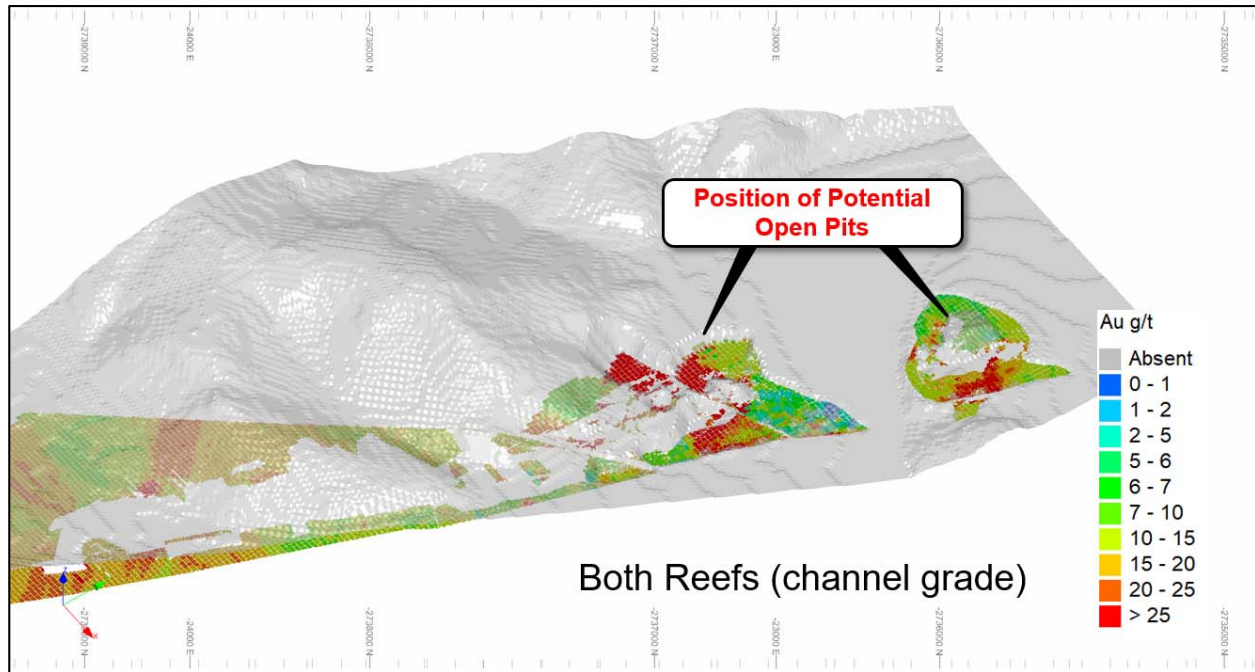 -2739000 N
-24000 E
-2738000 N
-2737000 N
-23000 E
-2736000 N
-2735000 N
Position of Potential
Open Pits
Au g/t
Absent
0 - 1
1 - 2
2 - 5
5 - 6
6 - 7
7 - 10
10 - 15
15 - 20
20 - 25
> 25
Both Reefs (channel grade)
-2739000 N
-24000 E
-2738000 N
-2737000 N
-23000 E
-2736000 N
-2735000 N